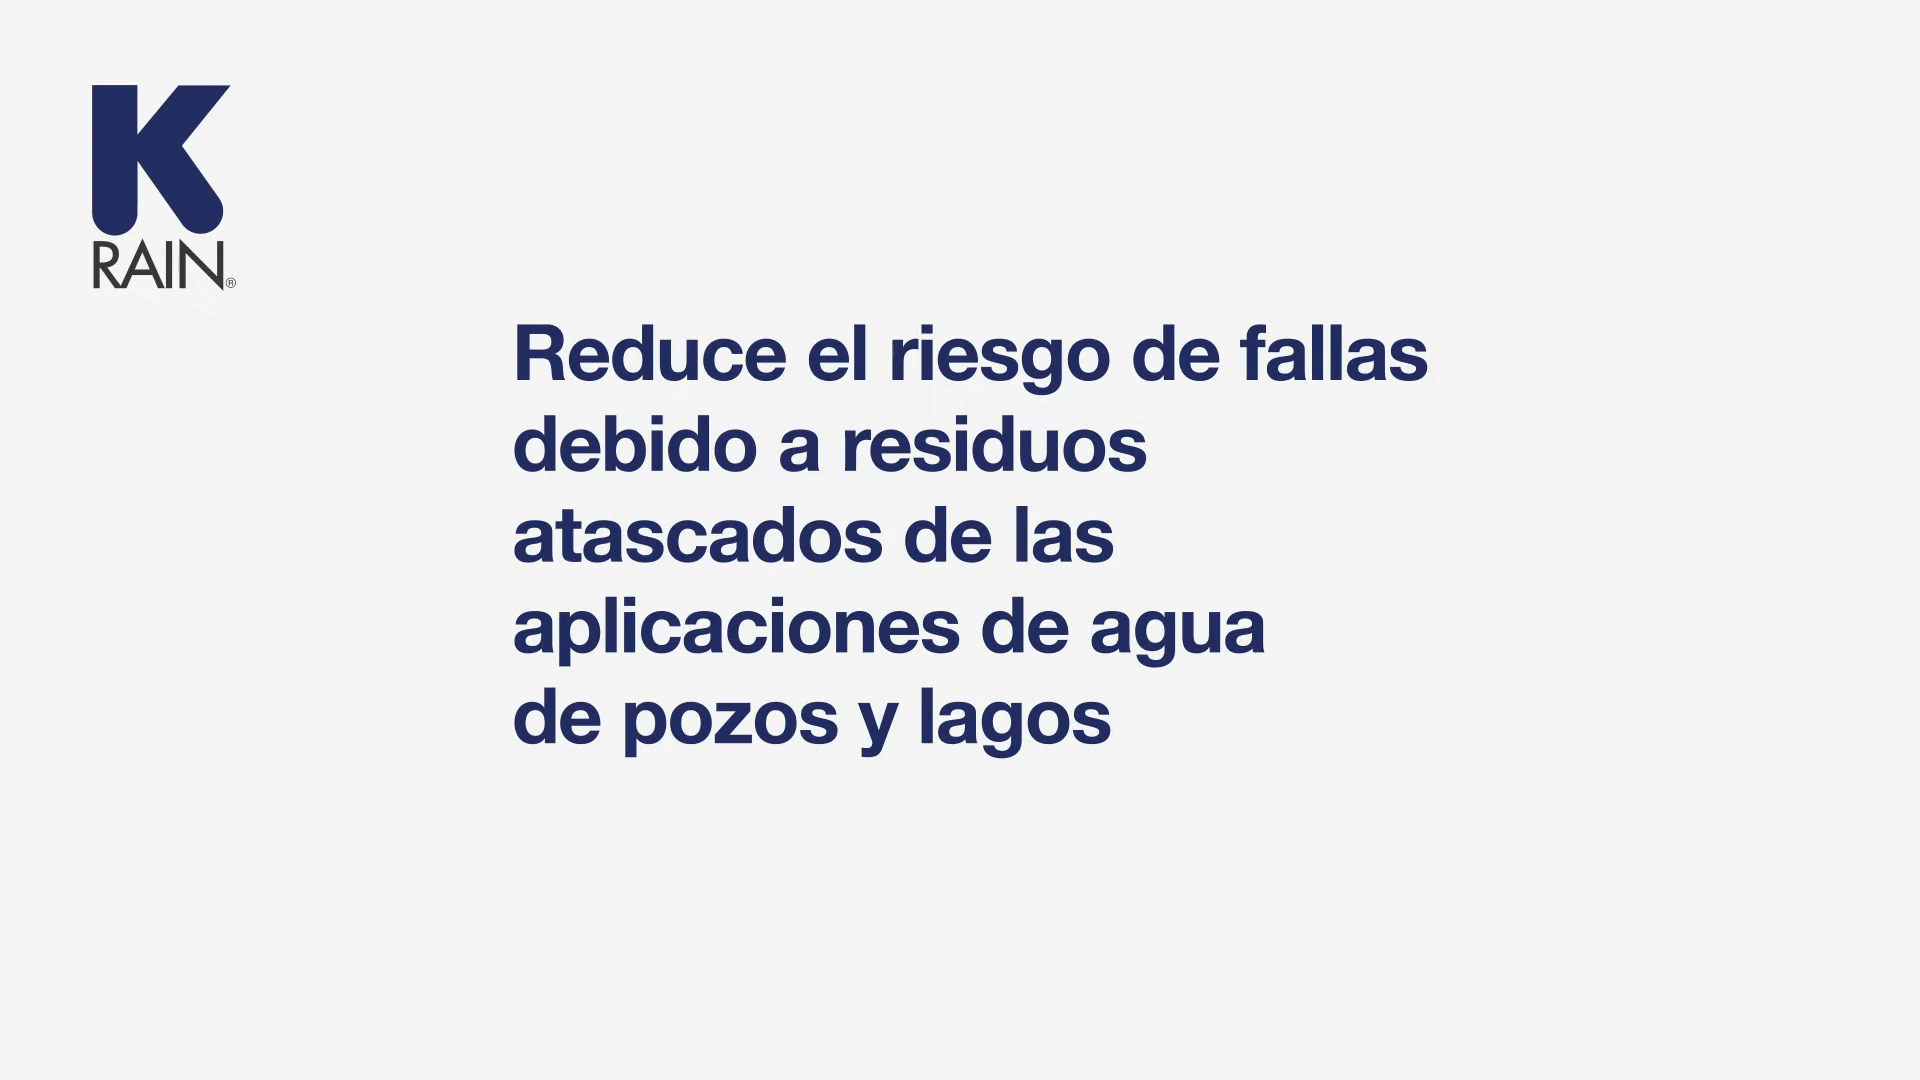 K
RAIN®
Reduce el riesgo de fallas
debido a residuos
atascados de las
aplicaciones de agua
de pozos y lagos